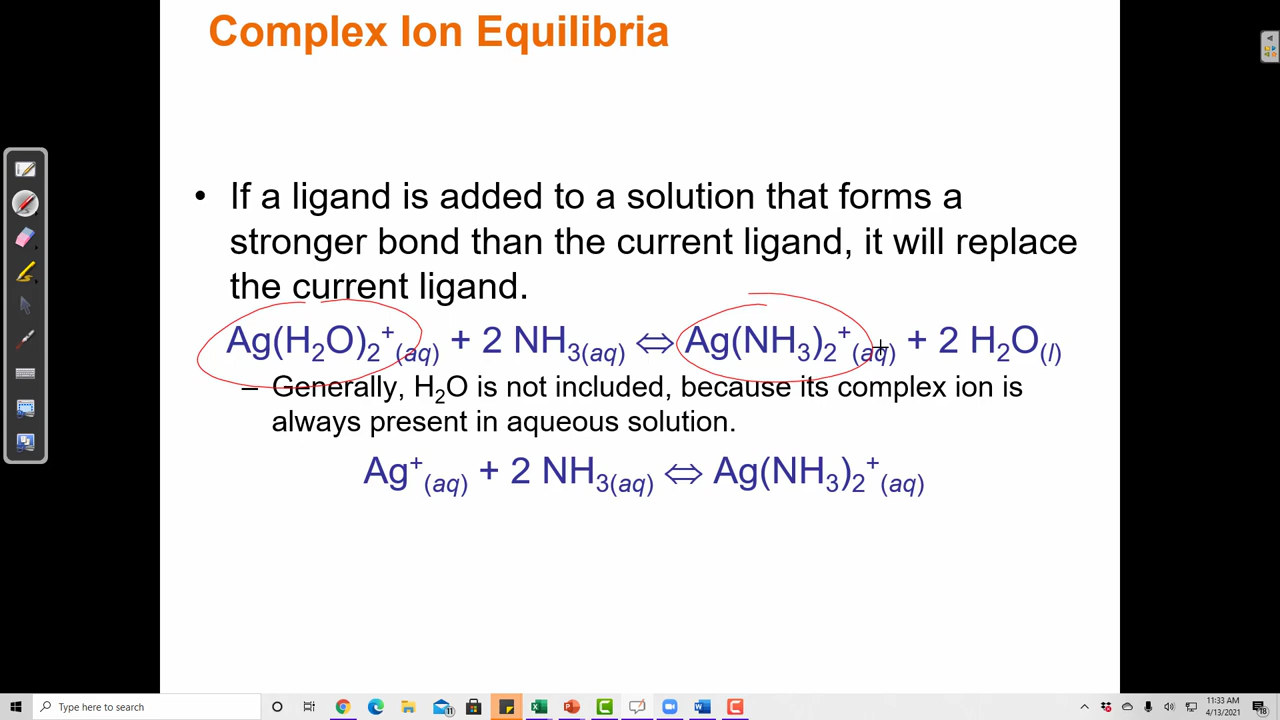 Complex Ion Equilibria
• If a ligand is added to a solution that forms a
stronger bond than the current ligand, it will replace
the current ligand.
Ag(H₂O)₂⁺(aq) + 2 NH₃(aq) ⇔ Ag(NH₃)₂⁺(aq) + 2 H₂O(l)
– Generally, H₂O is not included, because its complex ion is
always present in aqueous solution.
Ag⁺(aq) + 2 NH₃(aq) ⇔ Ag(NH₃)₂⁺(aq)
Type here to search
11:33 AM
4/13/2021
11
18